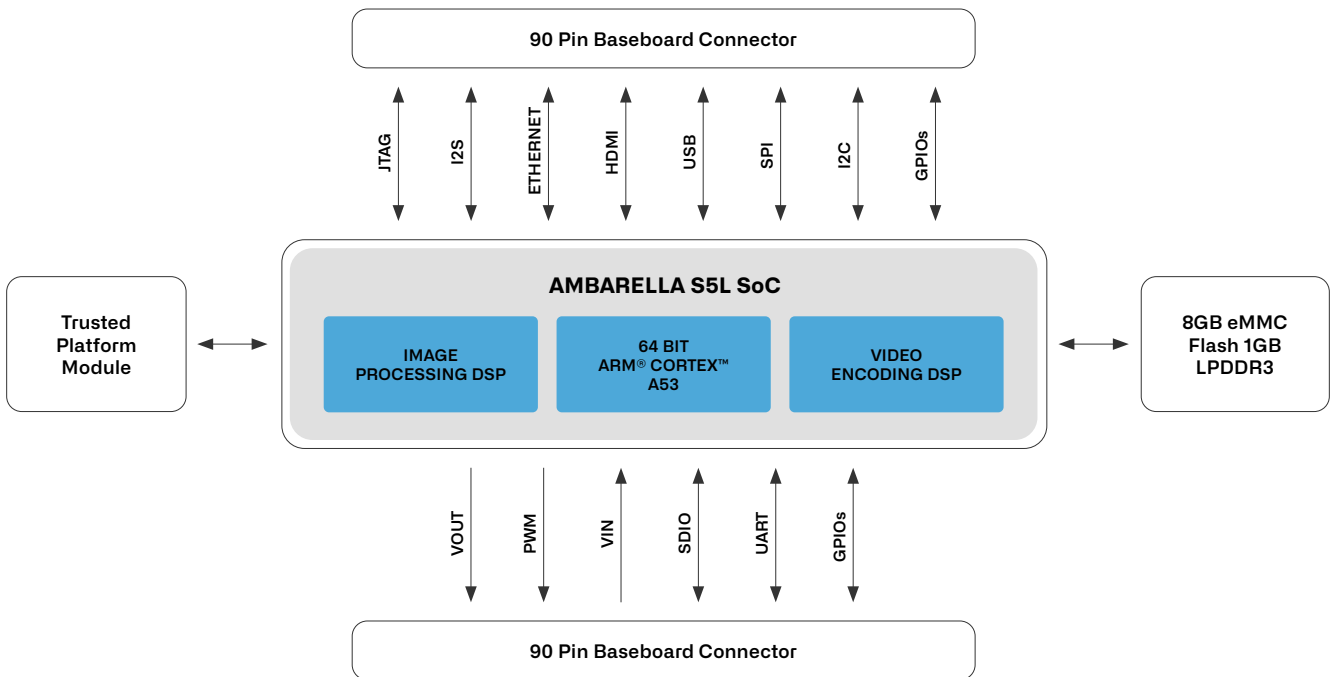 90 Pin Baseboard Connector
JTAG
I2S
ETHERNET
HDMI
USB
SPI
I2C
GPIOs
AMBARELLA S5L SoC
Trusted
Platform
Module
IMAGE
PROCESSING DSP
64 BIT
ARM® CORTEX™
A53
VIDEO
ENCODING DSP
8GB eMMC
Flash 1GB
LPDDR3
VOUT
PWM
VIN
SDIO
UART
GPIOs
90 Pin Baseboard Connector